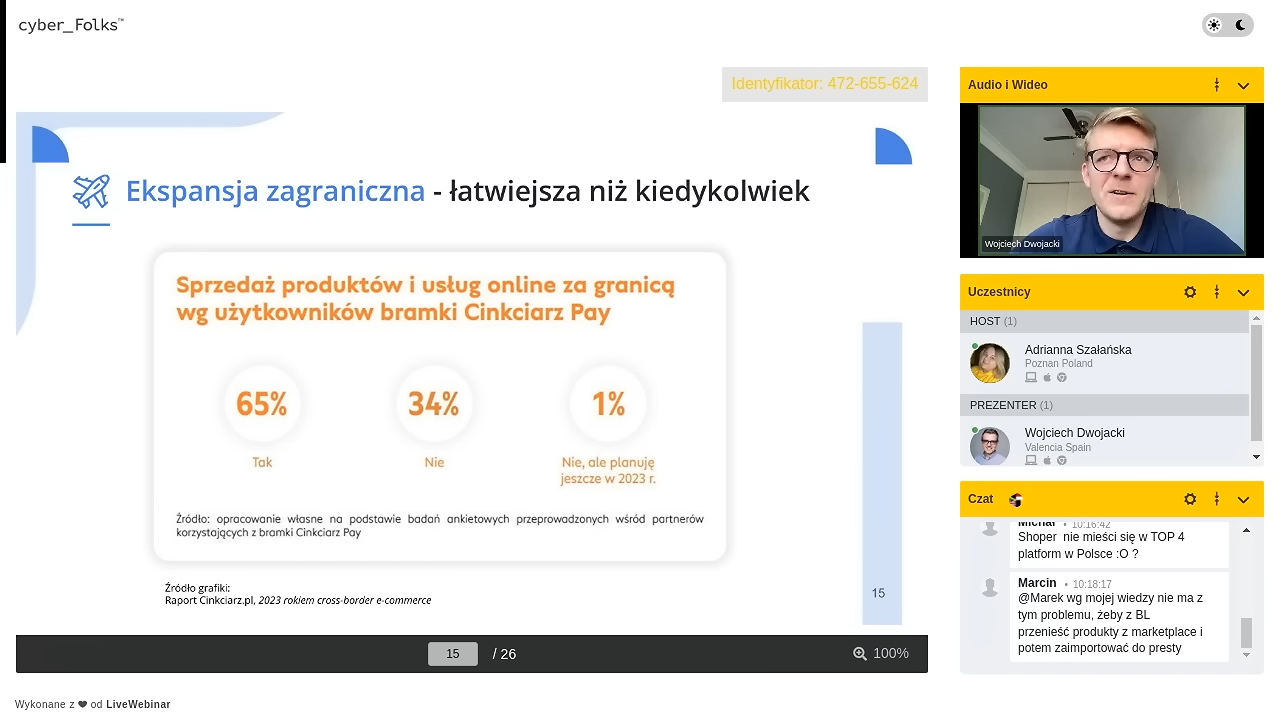 cyber_Folks™
Identyfikator: 472-655-624
Ekspansja zagraniczna - łatwiejsza niż kiedykolwiek
Sprzedaż produktów i usług online za granicą
wg użytkowników bramki Cinkciarz Pay
65%
34%
1%
Tak
Nie
Nie, ale planuję
jeszcze w 2023 r.
Źródło: opracowanie własne na podstawie badań ankietowych przeprowadzonych wśród partnerów
korzystających z bramki Cinkciarz Pay
Źródło grafiki:
Raport Cinkciarz.pl, 2023 rokiem cross-border e-commerce
15
15 / 26
100%
Wykonane z od LiveWebinar
Audio i Wideo
Wojciech Dwojacki
Uczestnicy
HOST (1)
Adrianna Szałańska
Poznan Poland
PREZENTER (1)
Wojciech Dwojacki
Valencia Spain
Czat
Michał • 10:16:42
Shoper nie mieści się w TOP 4
platform w Polsce :O ?
Marcin • 10:18:17
@Marek wg mojej wiedzy nie ma z
tym problemu, żeby z BL
przenieść produkty z marketplace i
potem zaimportować do presty